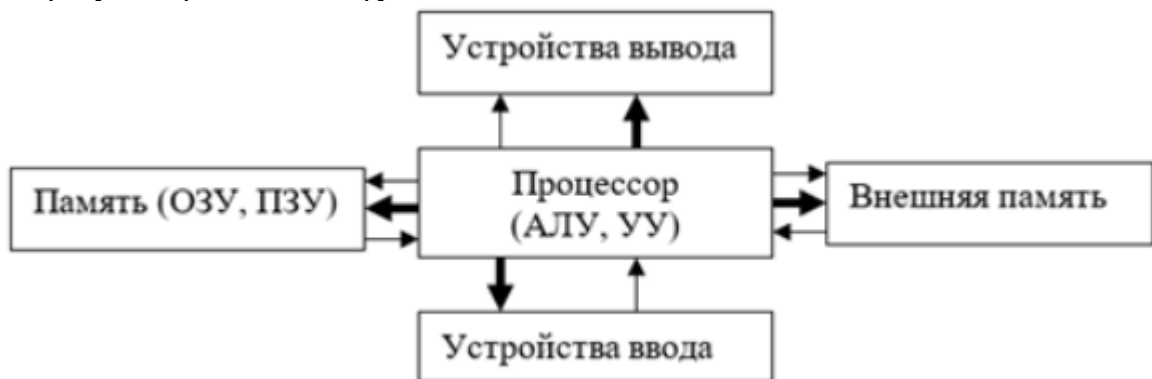 Устройства вывода
Память (ОЗУ, ПЗУ)
Процессор
(АЛУ, УУ)
Внешняя память
Устройства ввода